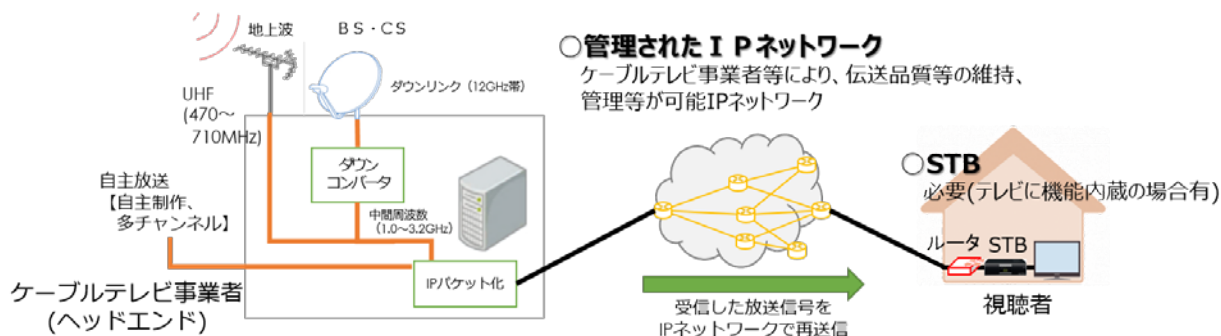 地上波
BS・CS
ダウンリンク（12GHz帯）
UHF
(470～
710MHz)
ダウン
コンバータ
中間周波数
(1.0～3.2GHz)
自主放送
【自主制作、
多チャンネル】
IPパケット化
ケーブルテレビ事業者
(ヘッドエンド)
○管理されたＩＰネットワーク
ケーブルテレビ事業者等により、伝送品質等の維持、
管理等が可能IPネットワーク
受信した放送信号を
IPネットワークで再送信
○STB
必要(テレビに機能内蔵の場合有)
ルータ
STB
視聴者